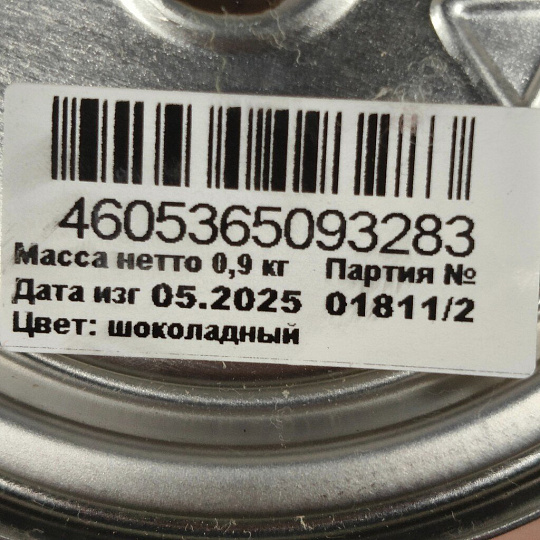 4605365093283
Масса нетто 0,9 кг Партия №
Дата изг 05.2025 01811/2
Цвет: шоколадный